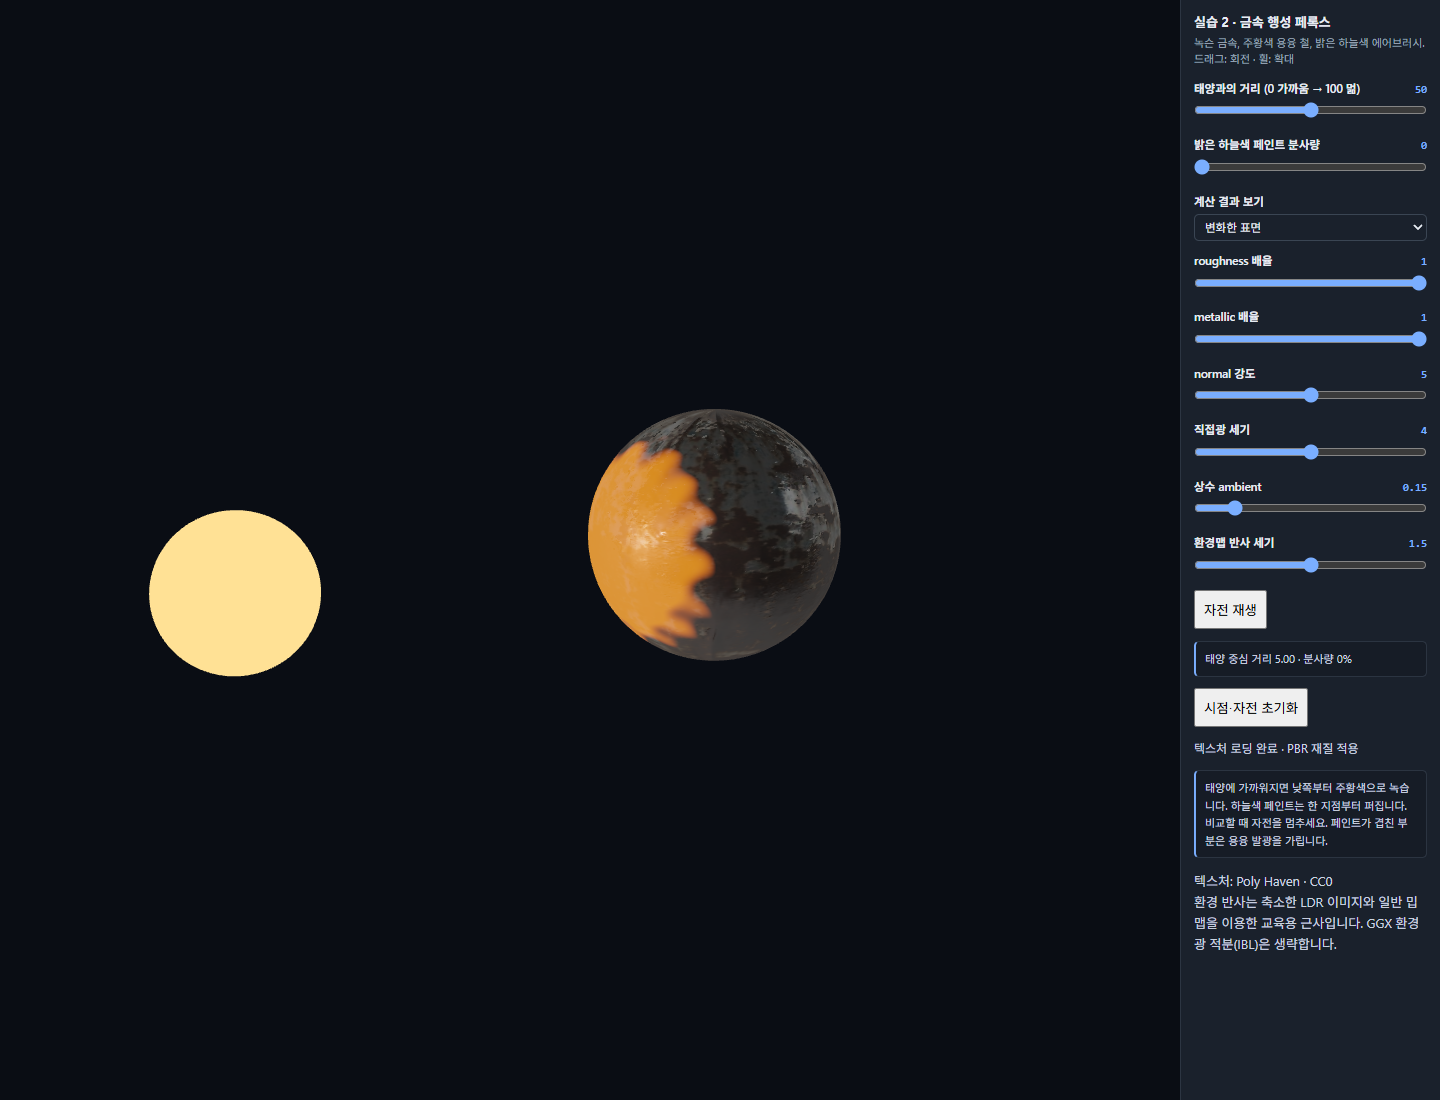 실습 2 - 금속 행성 페록스
녹슨 금속, 주황색 용융 철, 밝은 하늘색 에어브러시.
드래그: 회전 · 휠: 확대
태양과의 거리 (0 가까움 → 100 멂) 50
밝은 하늘색 페인트 분사량 0
계산 결과 보기
변화한 표면
roughness 배율 1
metallic 배율 1
normal 강도 5
직접광 세기 4
상수 ambient 0.15
환경맵 반사 세기 1.5
자전 재생
태양 중심 거리 5.00 · 분사량 0%
시점·자전 초기화
텍스처 로딩 완료 · PBR 재질 적용
태양에 가까워지면 낮쪽부터 주황색으로 녹습
니다. 하늘색 페인트는 한 지점부터 퍼집니다.
비교할 때 자전을 멈추세요. 페인트가 겹친 부
분은 용융 발광을 가립니다.
텍스처: Poly Haven · CC0
환경 반사는 축소한 LDR 이미지와 일반 밉
맵을 이용한 교육용 근사입니다. GGX 환경
광 적분(IBL)은 생략합니다.